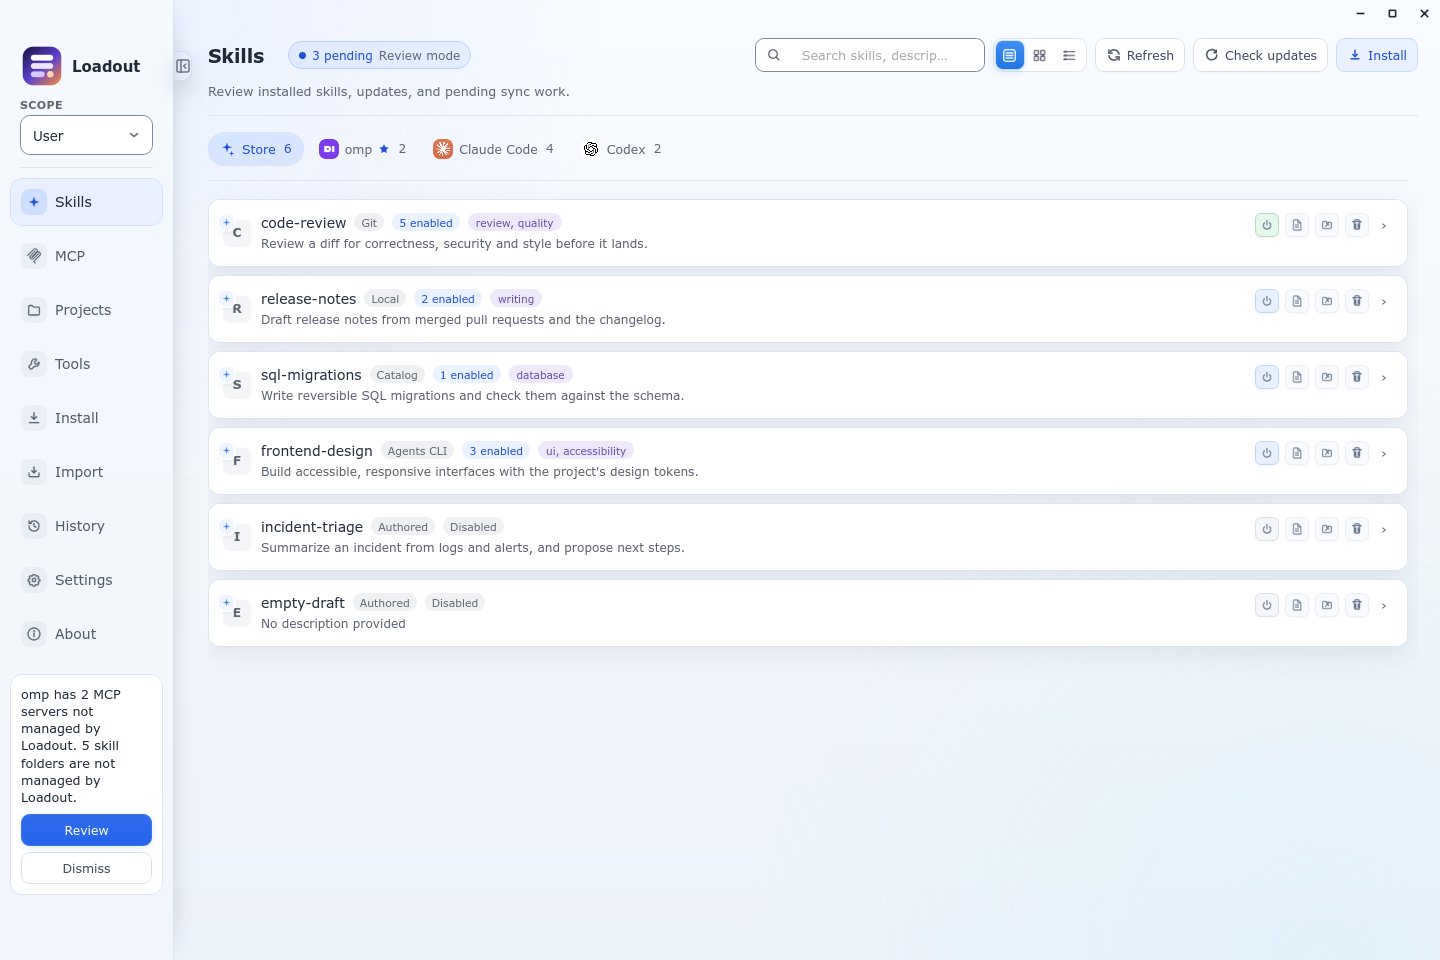 Loadout
SCOPE
User
Skills
MCP
Projects
Tools
Install
Import
History
Settings
About
omp has 2 MCP
servers not
managed by
Loadout. 5 skill
folders are not
managed by
Loadout.
Review
Dismiss
Skills
3 pending Review mode
Search skills, descrip...
Refresh
Check updates
Install
Review installed skills, updates, and pending sync work.
Store 6
DI omp 2
Claude Code 4
Codex 2
C code-review Git 5 enabled review, quality
Review a diff for correctness, security and style before it lands.
R release-notes Local 2 enabled writing
Draft release notes from merged pull requests and the changelog.
S sql-migrations Catalog 1 enabled database
Write reversible SQL migrations and check them against the schema.
F frontend-design Agents CLI 3 enabled ui, accessibility
Build accessible, responsive interfaces with the project's design tokens.
I incident-triage Authored Disabled
Summarize an incident from logs and alerts, and propose next steps.
E empty-draft Authored Disabled
No description provided